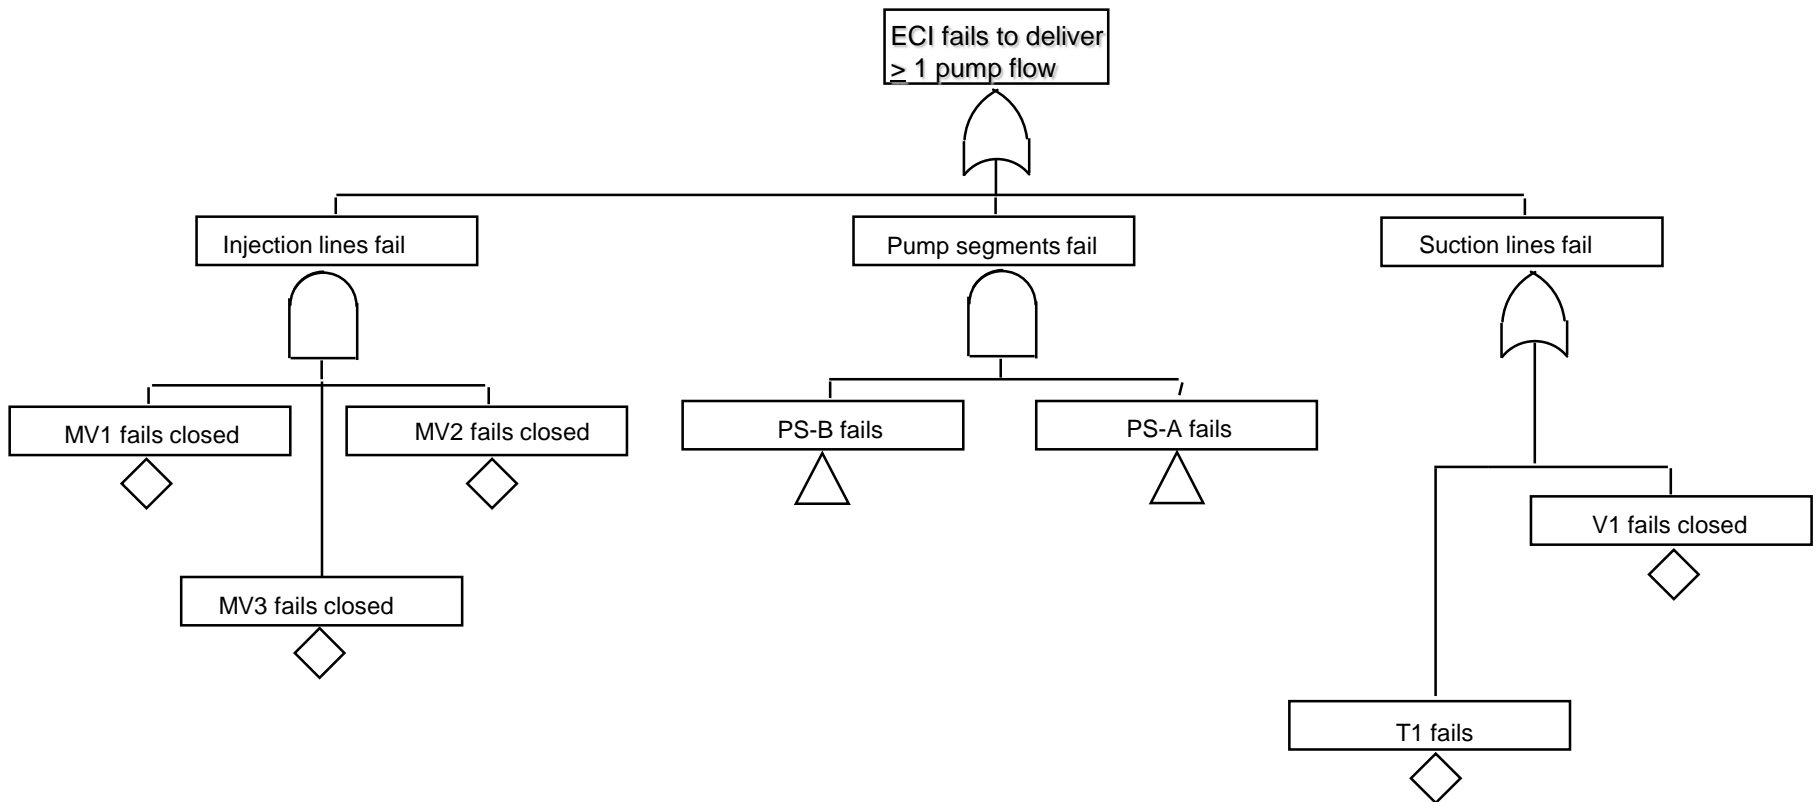 ECI fails to deliver
≥ 1 pump flow
Injection lines fail
Pump segments fail
Suction lines fail
MV1 fails closed
MV2 fails closed
PS-B fails
PS-A fails
V1 fails closed
MV3 fails closed
T1 fails